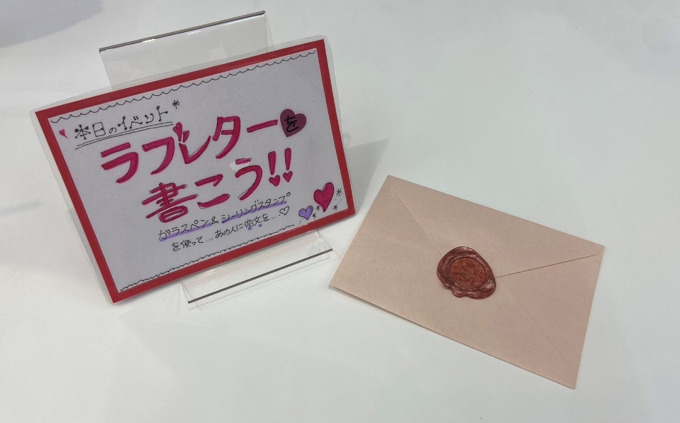 本日のイベント
ラブレターを
書こう!!
ガラスペン&シーリングスタンプ
を使って…あの人に恋文を…♡